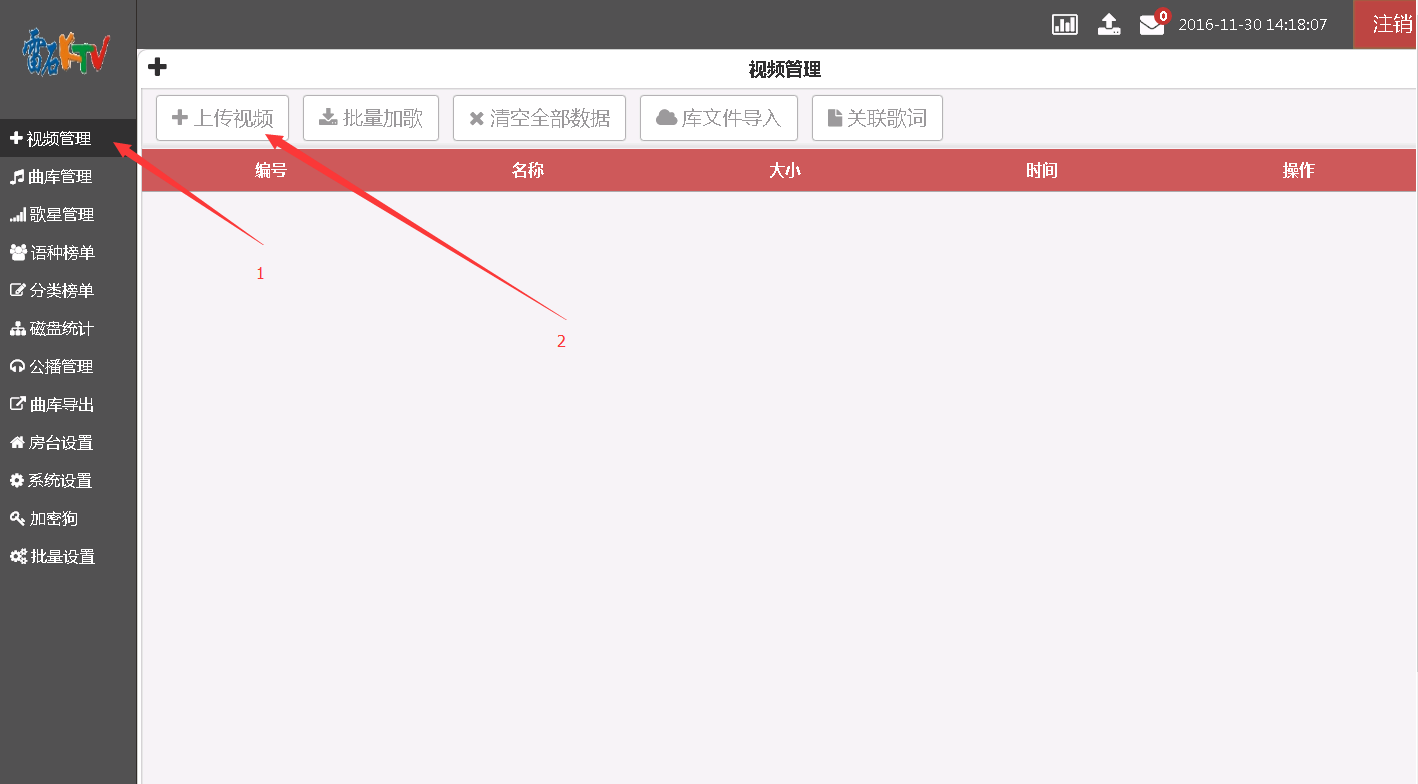 雷石KTV
0
2016-11-30 14:18:07
注销
视频管理
上传视频
批量加歌
清空全部数据
库文件导入
关联歌词
编号
名称
大小
时间
操作
视频管理
曲库管理
歌星管理
语种榜单
分类榜单
磁盘统计
公播管理
曲库导出
房台设置
系统设置
加密狗
批量设置
1
2